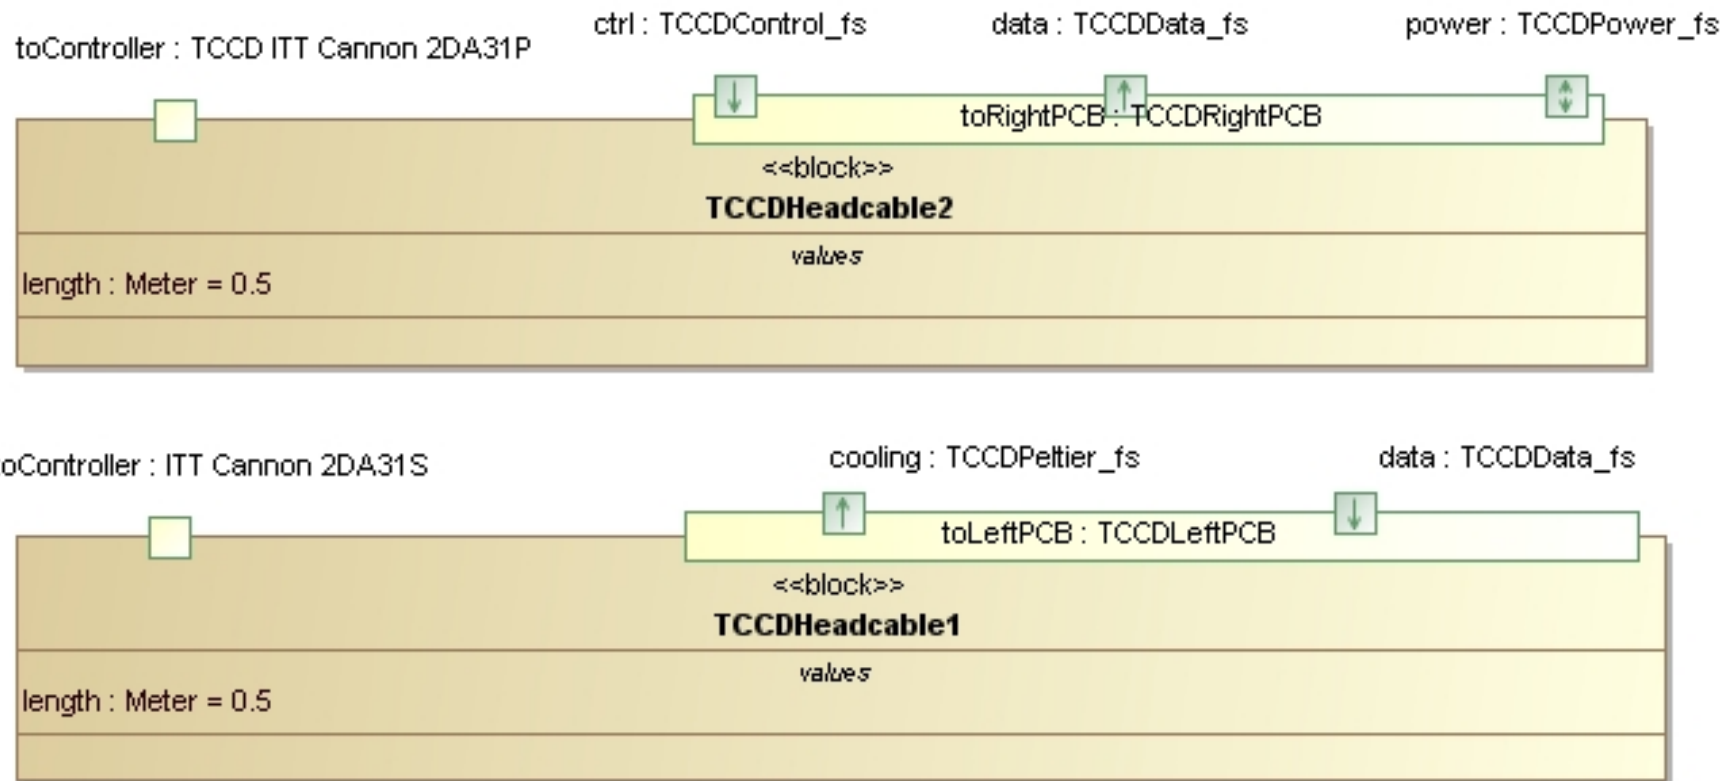 toController : TCCD ITT Cannon 2DA31P
ctrl : TCCDControl_fs
data : TCCDData_fs
power : TCCDPower_fs
toRightPCB : TCCDRightPCB
<<block>>
TCCDHeadcable2
values
length : Meter = 0.5
oController : ITT Cannon 2DA31S
cooling : TCCDPeltier_fs
data : TCCDData_fs
toLeftPCB : TCCDLeftPCB
<<block>>
TCCDHeadcable1
values
length : Meter = 0.5